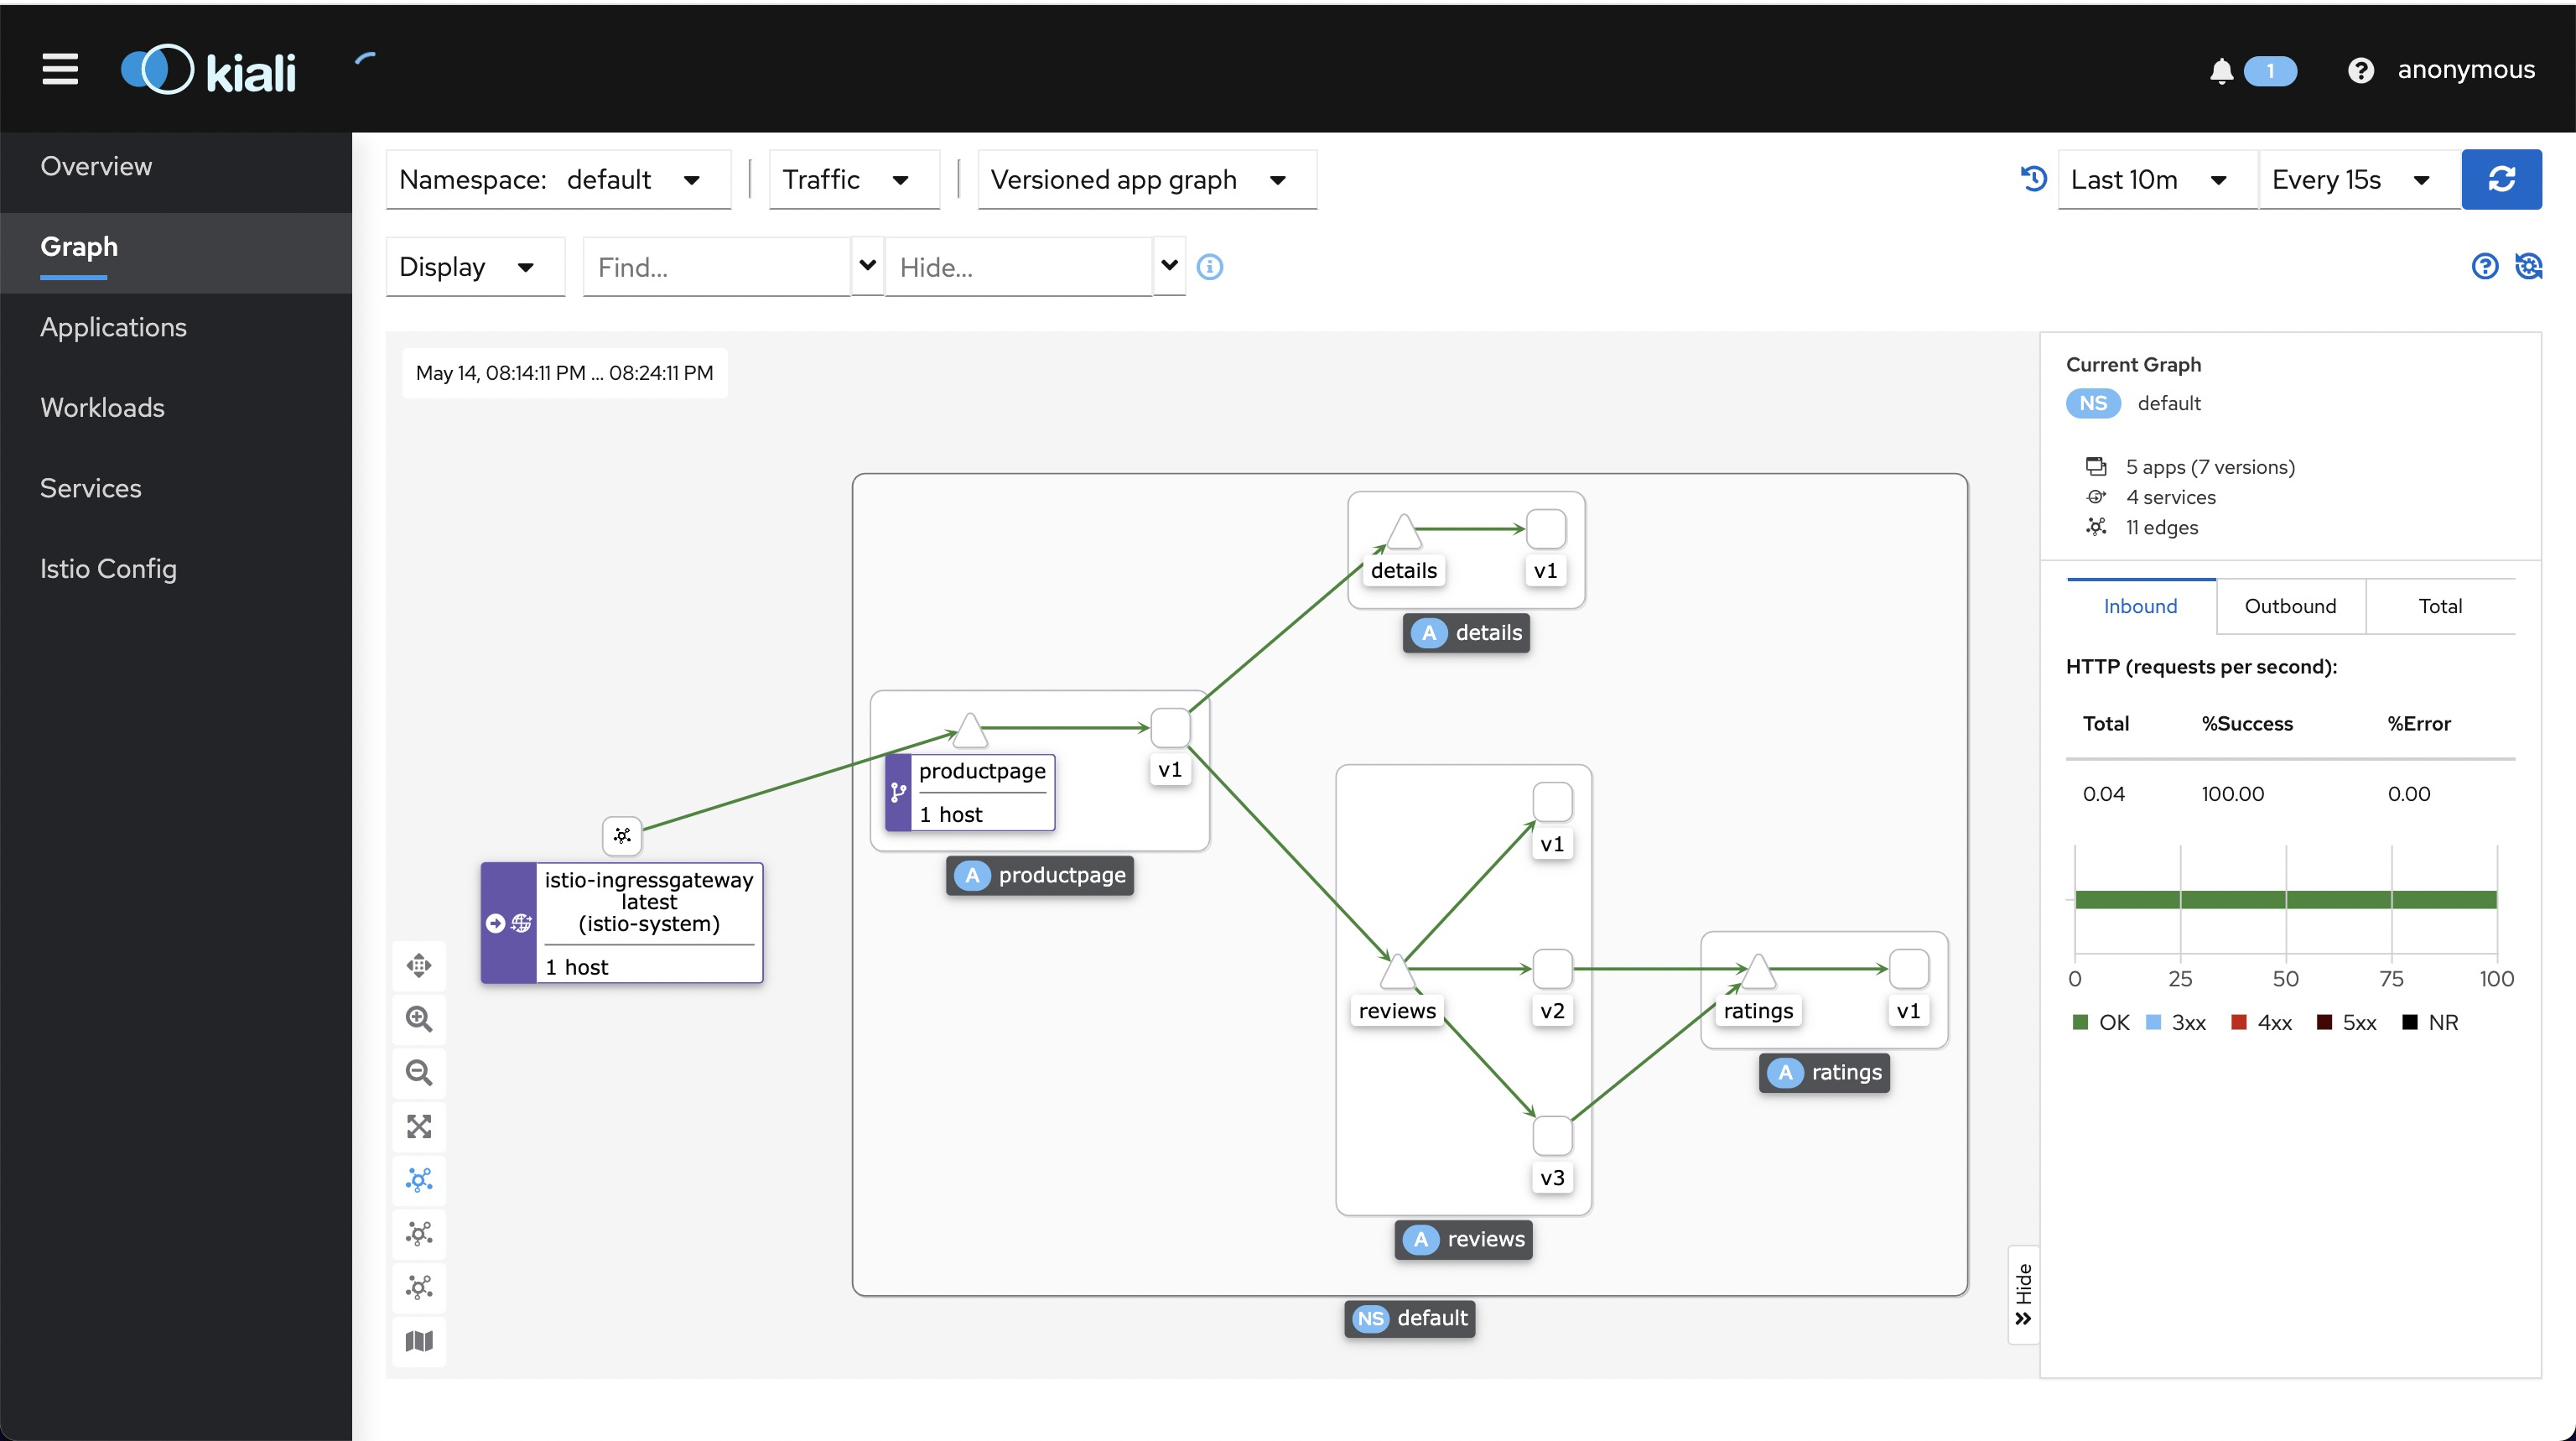 kiali
1
anonymous
Overview
Graph
Applications
Workloads
Services
Istio Config
Namespace: default
Traffic
Versioned app graph
Last 10m
Every 15s
Display
Find...
Hide...
May 14, 08:14:11 PM ... 08:24:11 PM
details
v1
A details
productpage
1 host
v1
A productpage
istio-ingressgateway
latest
(istio-system)
1 host
v1
reviews
v2
v3
A reviews
ratings
v1
A ratings
NS default
Hide
Current Graph
NS default
5 apps (7 versions)
4 services
11 edges
Inbound
Outbound
Total
HTTP (requests per second):
Total %Success %Error
0.04 100.00 0.00
0 25 50 75 100
OK 3xx 4xx 5xx NR